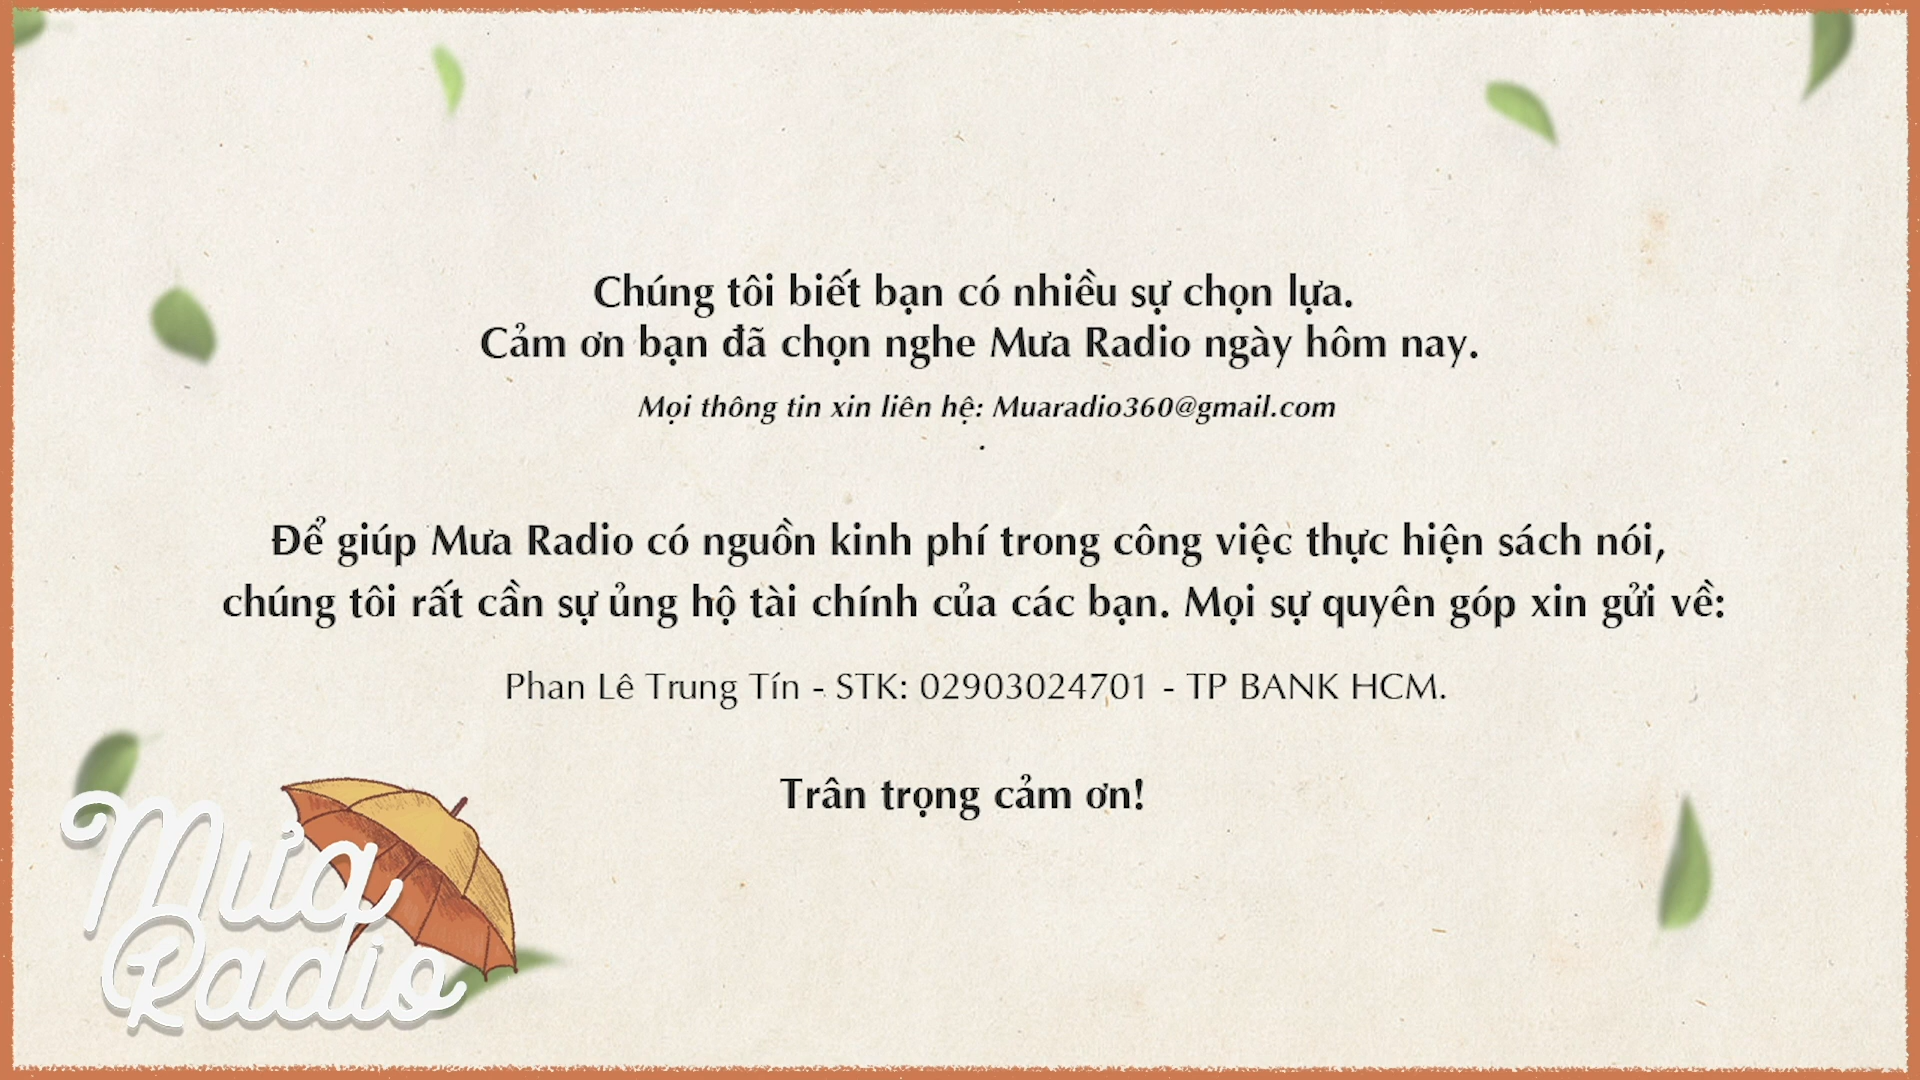 Chúng tôi biết bạn có nhiều sự chọn lựa.
Cảm ơn bạn đã chọn nghe Mưa Radio ngày hôm nay.
Mọi thông tin xin liên hệ: Muaradio360@gmail.com
.
Để giúp Mưa Radio có nguồn kinh phí trong công việc thực hiện sách nói,
chúng tôi rất cần sự ủng hộ tài chính của các bạn. Mọi sự quyên góp xin gửi về:
Phan Lê Trung Tín - STK: 02903024701 - TP BANK HCM.
Trân trọng cảm ơn!
Mưa
Radio